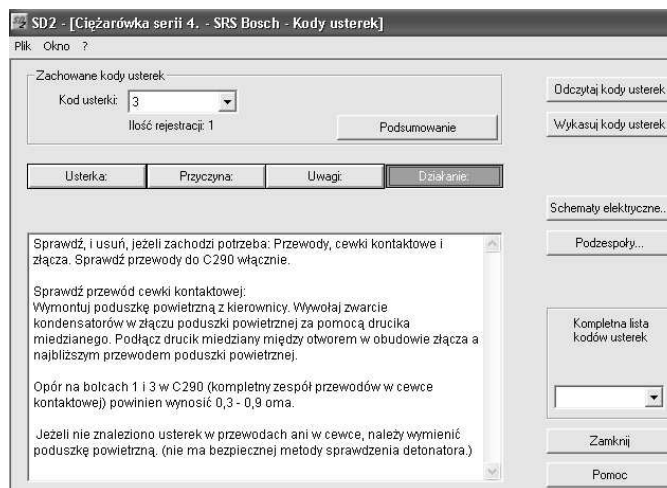 SD2 - [Ciężarówka serii 4. - SRS Bosch - Kody usterek]
Plik Okno ?
Zachowane kody usterek
Kod usterki: 3
Ilość rejestracji: 1
Podsumowanie
Odczytaj kody usterek
Wykasuj kody usterek
Usterka: Przyczyna: Uwagi: Działanie:
Schematy elektryczne...
Podzespoły...
Sprawdź, i usuń, jeżeli zachodzi potrzeba: Przewody, cewki kontaktowe i
złącza. Sprawdź przewody do C290 włącznie.
Sprawdź przewód cewki kontaktowej:
Wymontuj poduszkę powietrzną z kierownicy. Wywołaj zwarcie
kondensatorów w złączu poduszki powietrznej za pomocą drucika
miedzianego. Podłącz drucik miedziany między otworem w obudowie złącza a
najbliższym przewodem poduszki powietrznej.
Opór na bolcach 1 i 3 w C290 (kompletny zespół przewodów w cewce
kontaktowej) powinien wynosić 0,3 - 0,9 oma.
Jeżeli nie znaleziono usterek w przewodach ani w cewce, należy wymienić
poduszkę powietrzną. (nie ma bezpiecznej metody sprawdzenia detonatora.)
Kompletna lista
kodów usterek
Zamknij
Pomoc